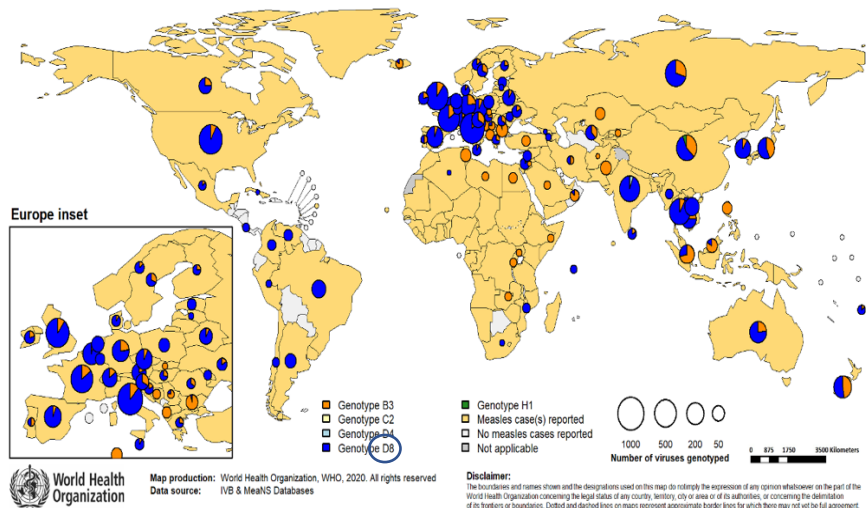 Europe inset
Genotype B3
Genotype C2
Genotype D4
Genotype D8
Genotype H1
Measles case(s) reported
No measles cases reported
Not applicable
1000 500 200 50
Number of viruses genotyped
0 875 1750 3500 Kilometers
World Health
Organization
Map production: World Health Organization, WHO, 2020. All rights reserved
Data source: IVB & MeaNS Databases
Disclaimer:
The boundaries and names shown and the designations used on this map do not imply the expression of any opinion whatsoever on the part of the
World Health Organization concerning the legal status of any country, territory, city or area or of its authorities, or concerning the delimitation
of its frontiers or boundaries. Dotted and dashed lines on maps represent approximate border lines for which there may not yet be full agreement